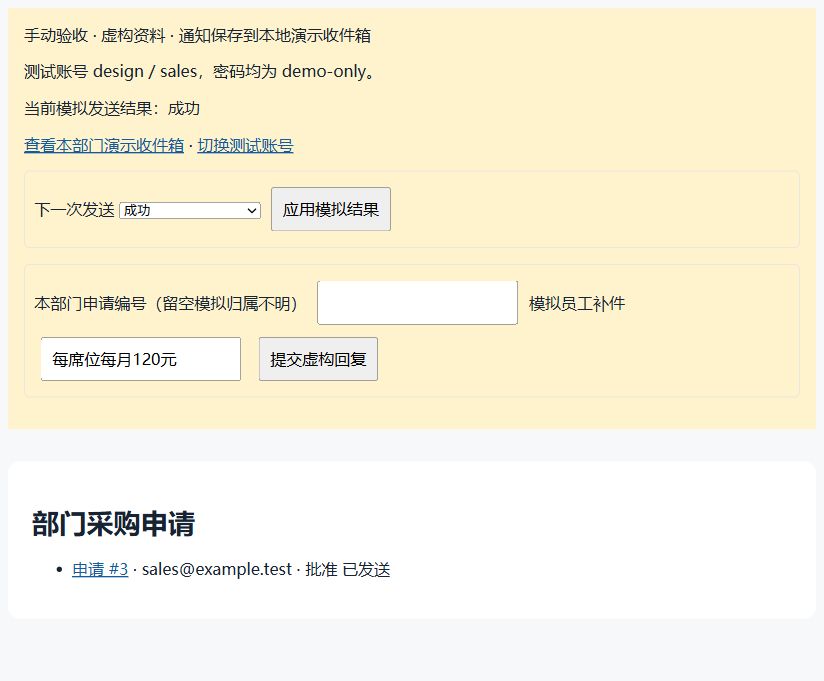 手动验收 · 虚构资料 · 通知保存到本地演示收件箱
测试账号 design / sales，密码均为 demo-only。
当前模拟发送结果：成功
查看本部门演示收件箱 · 切换测试账号
下一次发送 成功 应用模拟结果
本部门申请编号（留空模拟归属不明） 模拟员工补件
每席位每月120元 提交虚构回复
部门采购申请
• 申请 #3 · sales@example.test · 批准 已发送